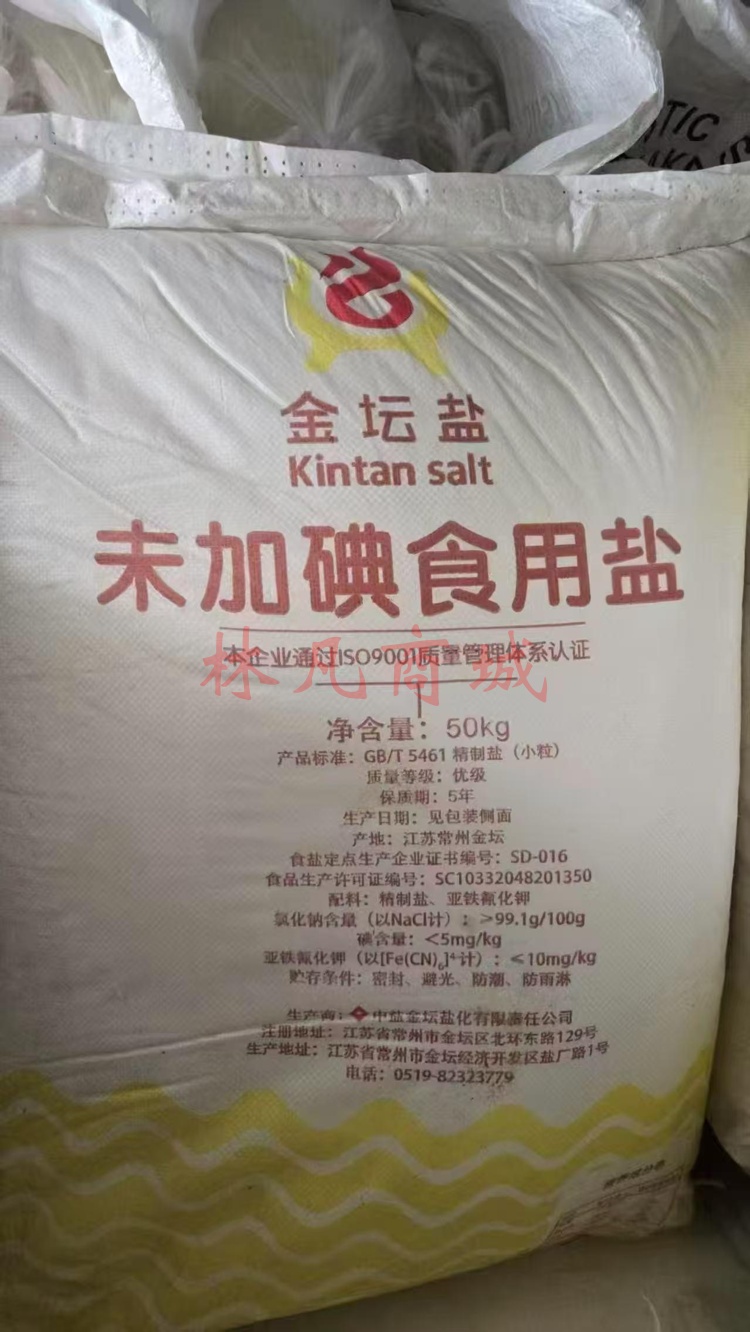 TIC
金坛盐
Kintan salt
未加碘食用盐
本企业通过ISO9001质量管理体系认证
林凡商城
净含量：50kg
产品标准：GB/T 5461 精制盐（小粒）
质量等级：优级
保质期：5年
生产日期：见包装侧面
产地：江苏常州金坛
食盐定点生产企业证书编号：SD-016
食品生产许可证编号：SC10332048201350
配料：精制盐、亚铁氰化钾
氯化钠含量（以NaCl计）：≥99.1g/100g
碘含量：<5mg/kg
亚铁氰化钾（以[Fe(CN)₆]⁴⁻计）：≤10mg/kg
贮存条件：密封、避光、防潮、防雨淋
生产商：中盐金坛盐化有限责任公司
注册地址：江苏省常州市金坛区北环东路129号
生产地址：江苏省常州市金坛经济开发区盐厂路1号
电话：0519-82323779
营养成分表